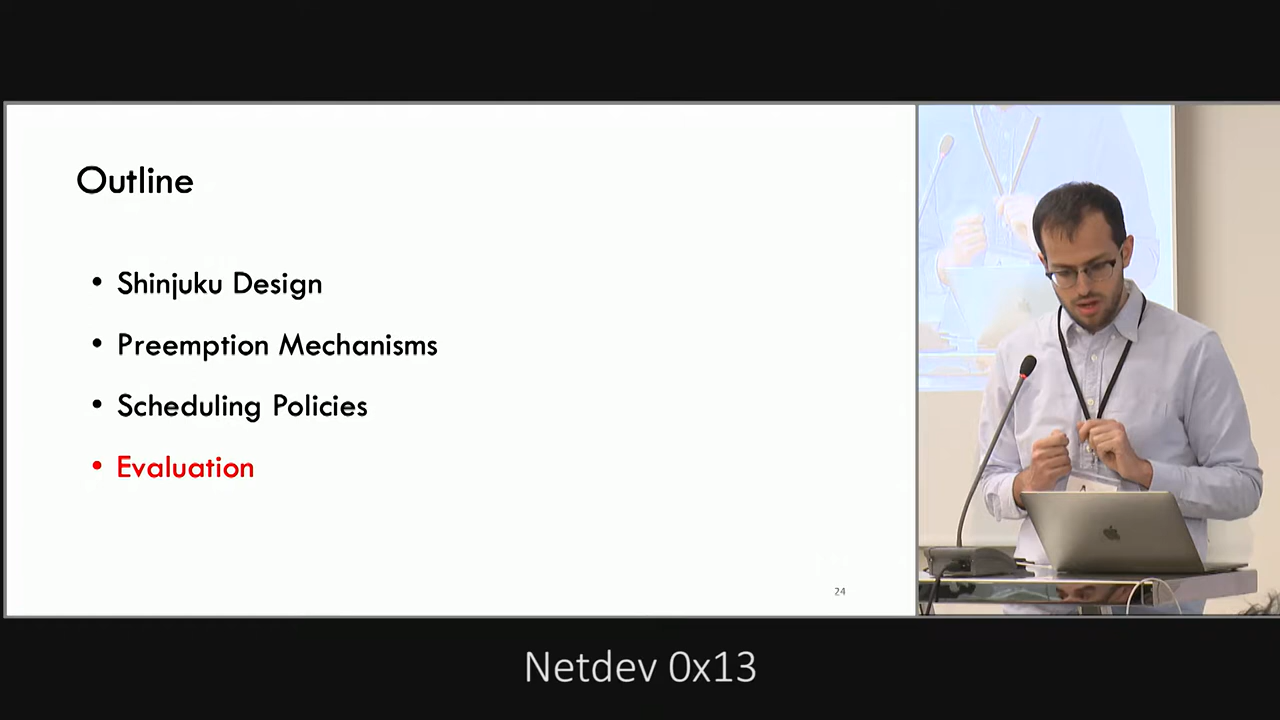 Outline
• Shinjuku Design
• Preemption Mechanisms
• Scheduling Policies
• Evaluation
24
Netdev 0x13